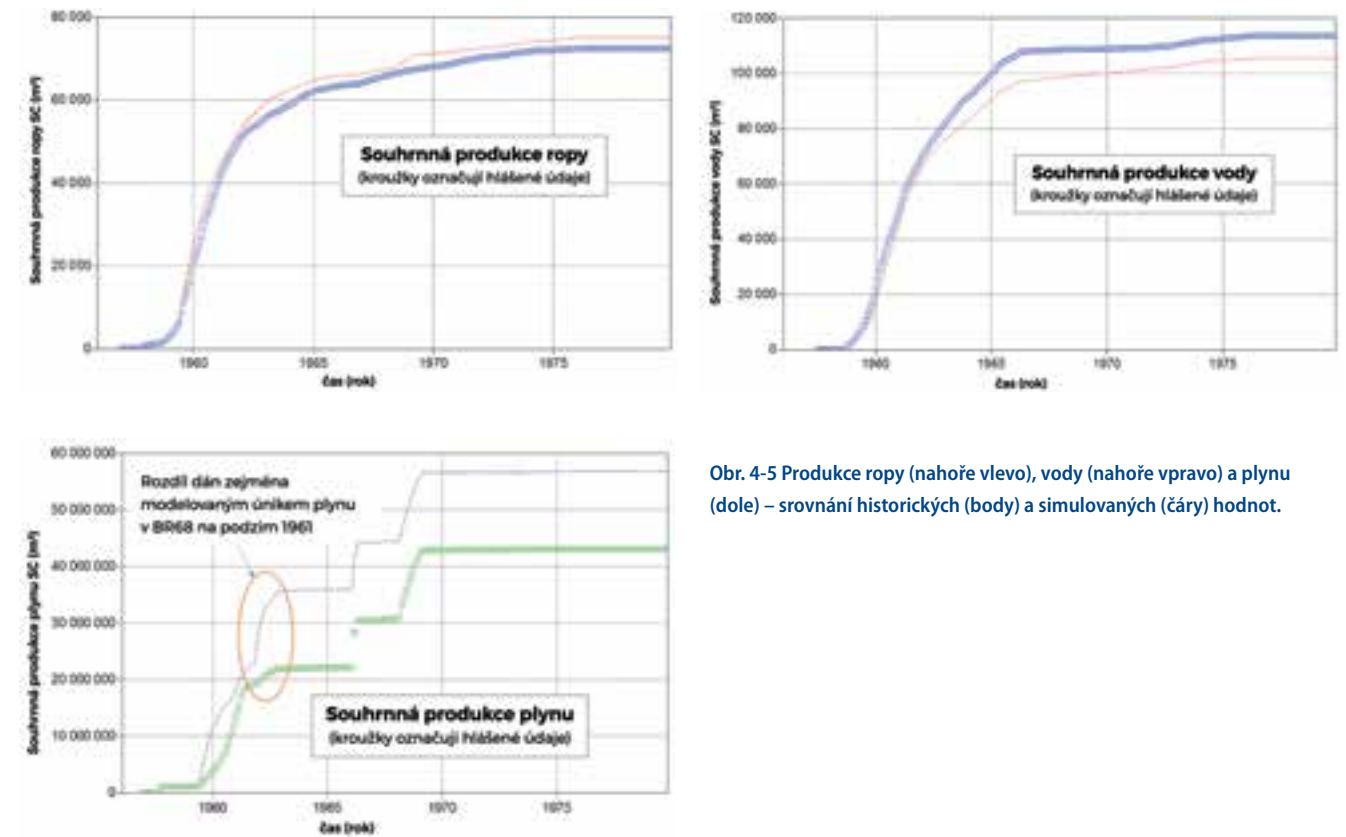 Souhrnná produkce ropy SC (m³)
80 000
60 000
40 000
20 000
0
1960
1965
1970
1975
čas (rok)
Souhrnná produkce ropy
(kroužky označují hlášené údaje)
Souhrnná produkce vody SC (m³)
120 000
100 000
80 000
60 000
40 000
20 000
0
1960
1965
1970
1975
čas (rok)
Souhrnná produkce vody
(kroužky označují hlášené údaje)
Souhrnná produkce plynu SC (m³)
60 000 000
50 000 000
40 000 000
30 000 000
20 000 000
10 000 000
0
1960
1965
1970
1975
čas (rok)
Rozdíl dán zejména
modelovaným únikem plynu
v BR68 na podzim 1961
Souhrnná produkce plynu
(kroužky označují hlášené údaje)
Obr. 4-5 Produkce ropy (nahoře vlevo), vody (nahoře vpravo) a plynu
(dole) – srovnání historických (body) a simulovaných (čáry) hodnot.